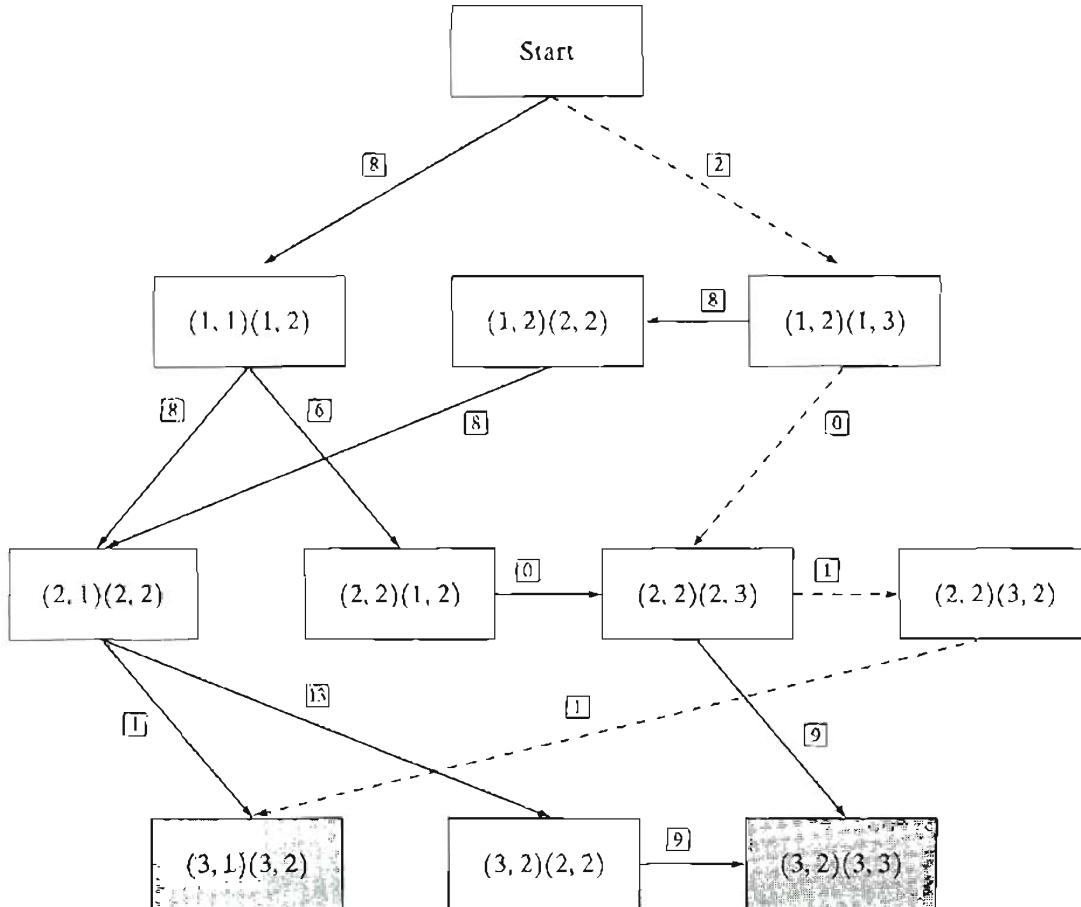 Start
8
2
(1, 1)(1, 2)
(1, 2)(2, 2)
8
(1, 2)(1, 3)
8
6
8
0
(2, 1)(2, 2)
(2, 2)(1, 2)
0
(2, 2)(2, 3)
1
(2, 2)(3, 2)
1
13
1
9
(3, 1)(3, 2)
(3, 2)(2, 2)
9
(3, 2)(3, 3)